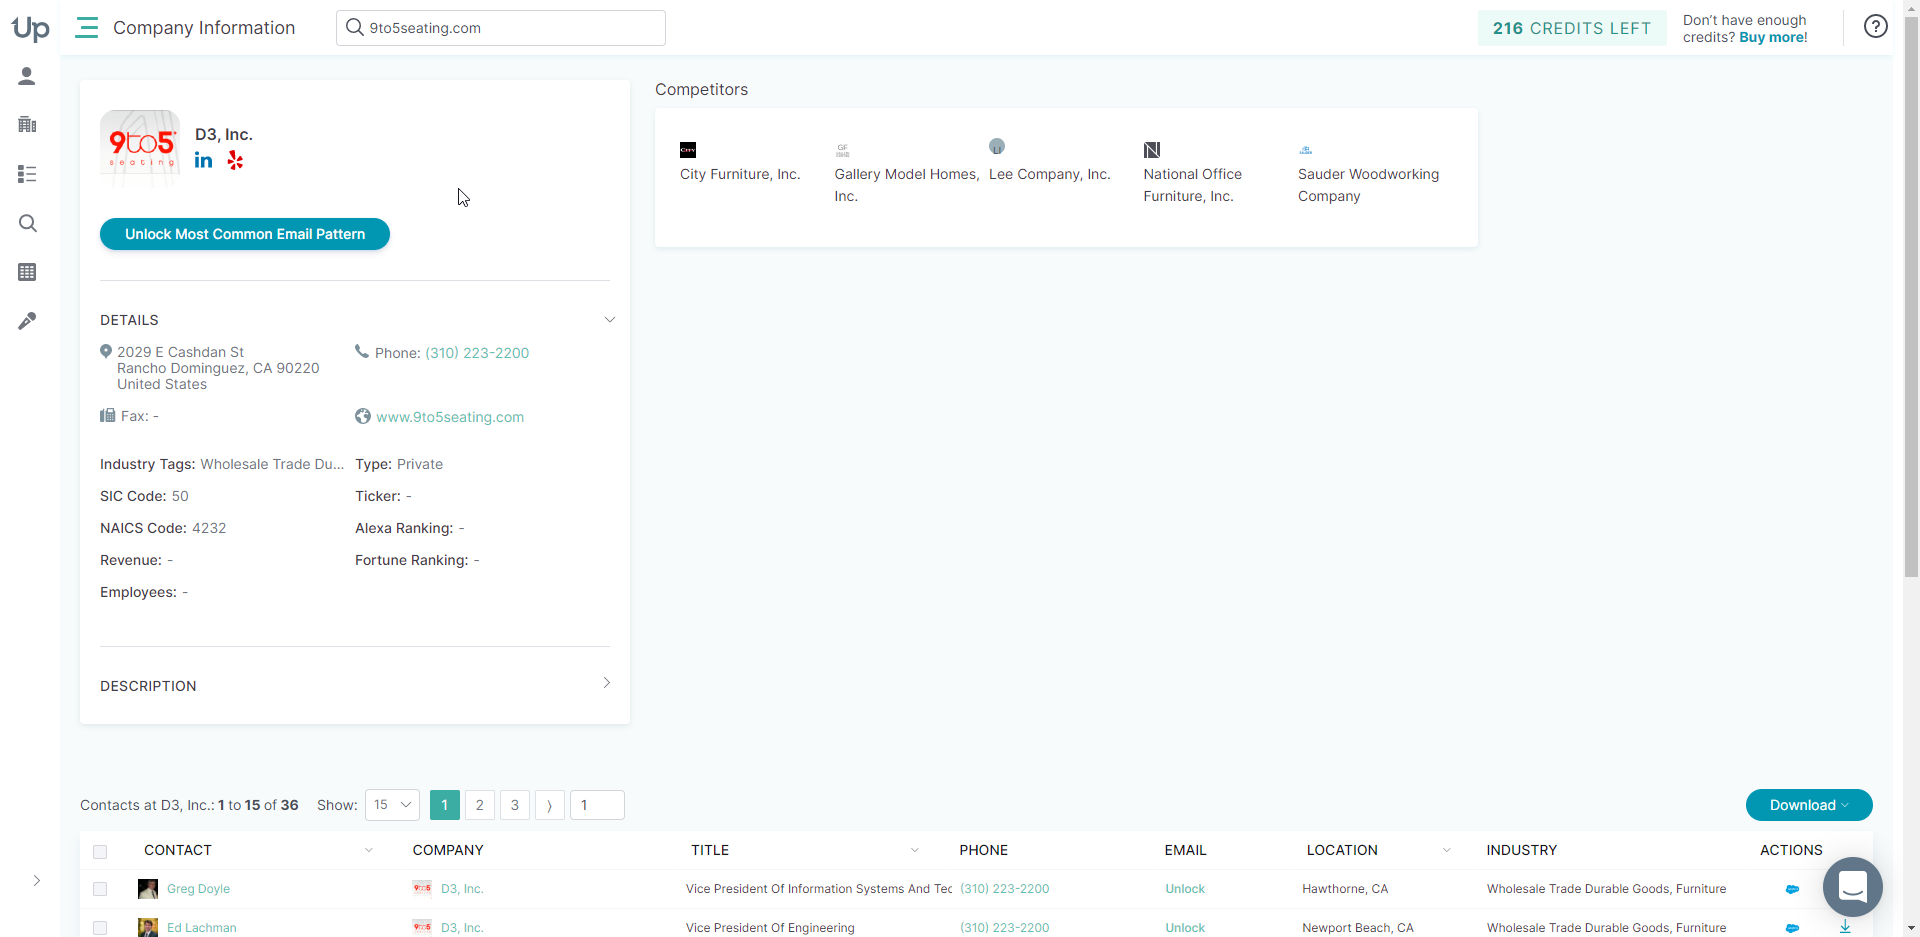 Up
Company Information
9to5seating.com
216 CREDITS LEFT
Don't have enough
credits? Buy more!
9to5
seating
D3, Inc.
Unlock Most Common Email Pattern
DETAILS
2029 E Cashdan St
Rancho Dominguez, CA 90220
United States
Phone: (310) 223-2200
Fax: -
www.9to5seating.com
Industry Tags: Wholesale Trade Du...
Type: Private
SIC Code: 50
Ticker: -
NAICS Code: 4232
Alexa Ranking: -
Revenue: -
Fortune Ranking: -
Employees: -
DESCRIPTION
Competitors
CITY
City Furniture, Inc.
GF
Gallery Model Homes,
Inc.
LI
Lee Company, Inc.
N
National Office
Furniture, Inc.
Sauder Woodworking
Company
Contacts at D3, Inc.: 1 to 15 of 36 Show: 15 1 2 3 ⟩ 1
Download
CONTACT COMPANY TITLE PHONE EMAIL LOCATION INDUSTRY ACTIONS
Greg Doyle 9to5 D3, Inc. Vice President Of Information Systems And Tec (310) 223-2200 Unlock Hawthorne, CA Wholesale Trade Durable Goods, Furniture
Ed Lachman 9to5 D3, Inc. Vice President Of Engineering (310) 223-2200 Unlock Newport Beach, CA Wholesale Trade Durable Goods, Furniture